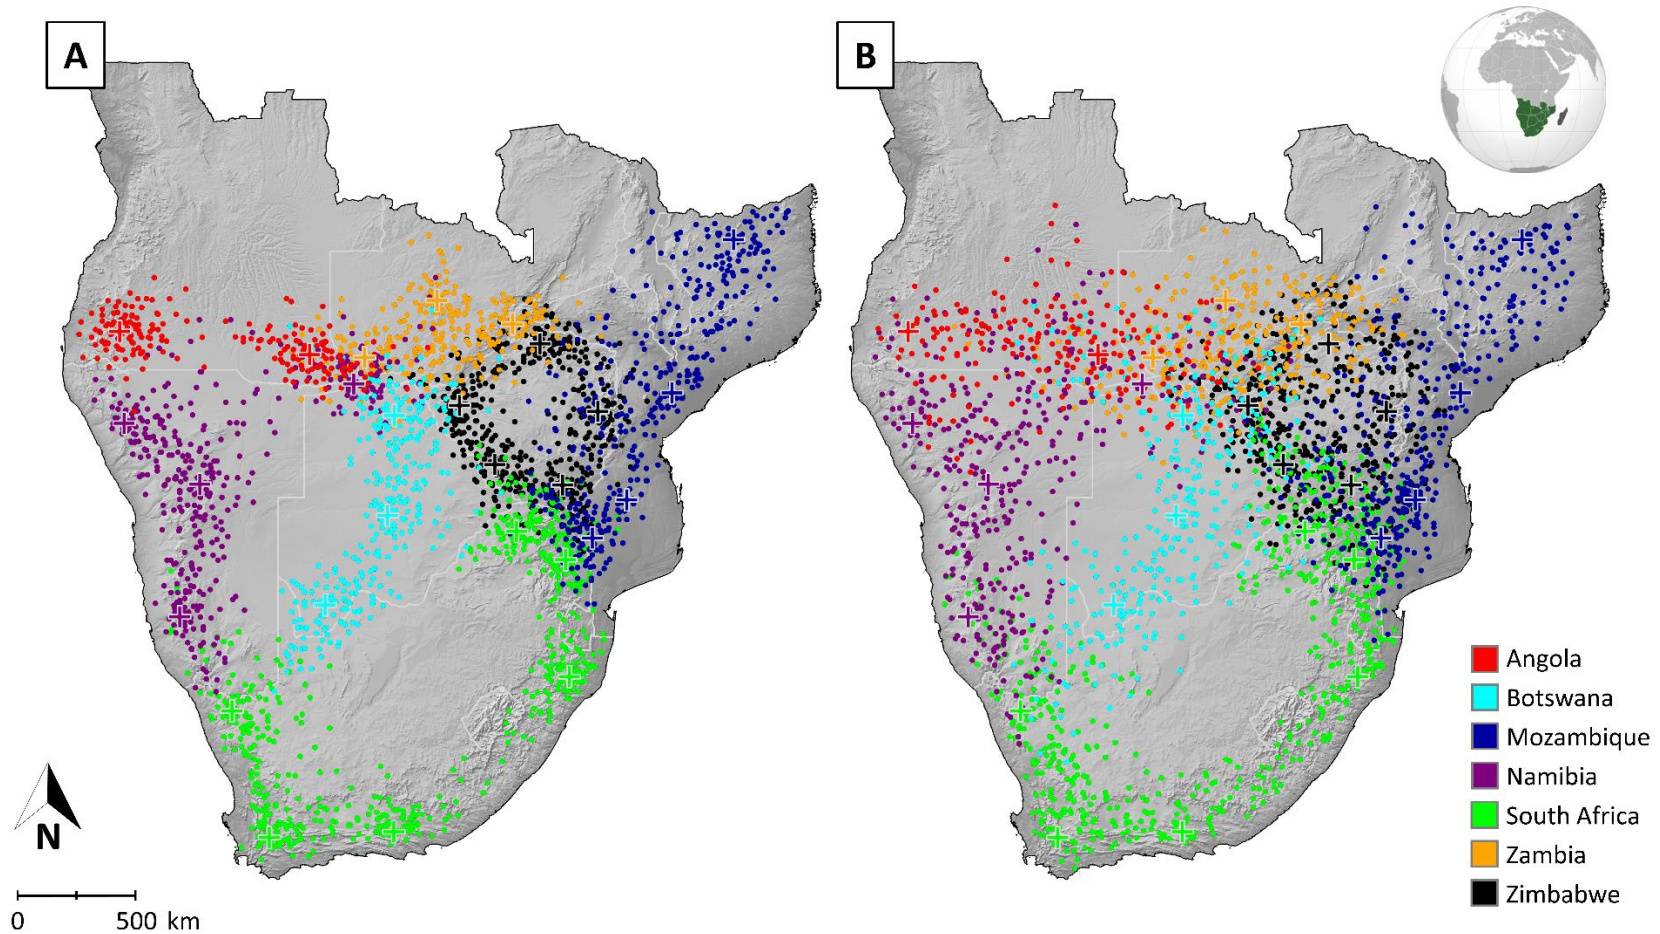 A
B
Angola
Botswana
Mozambique
Namibia
South Africa
Zambia
Zimbabwe
N
0 500 km